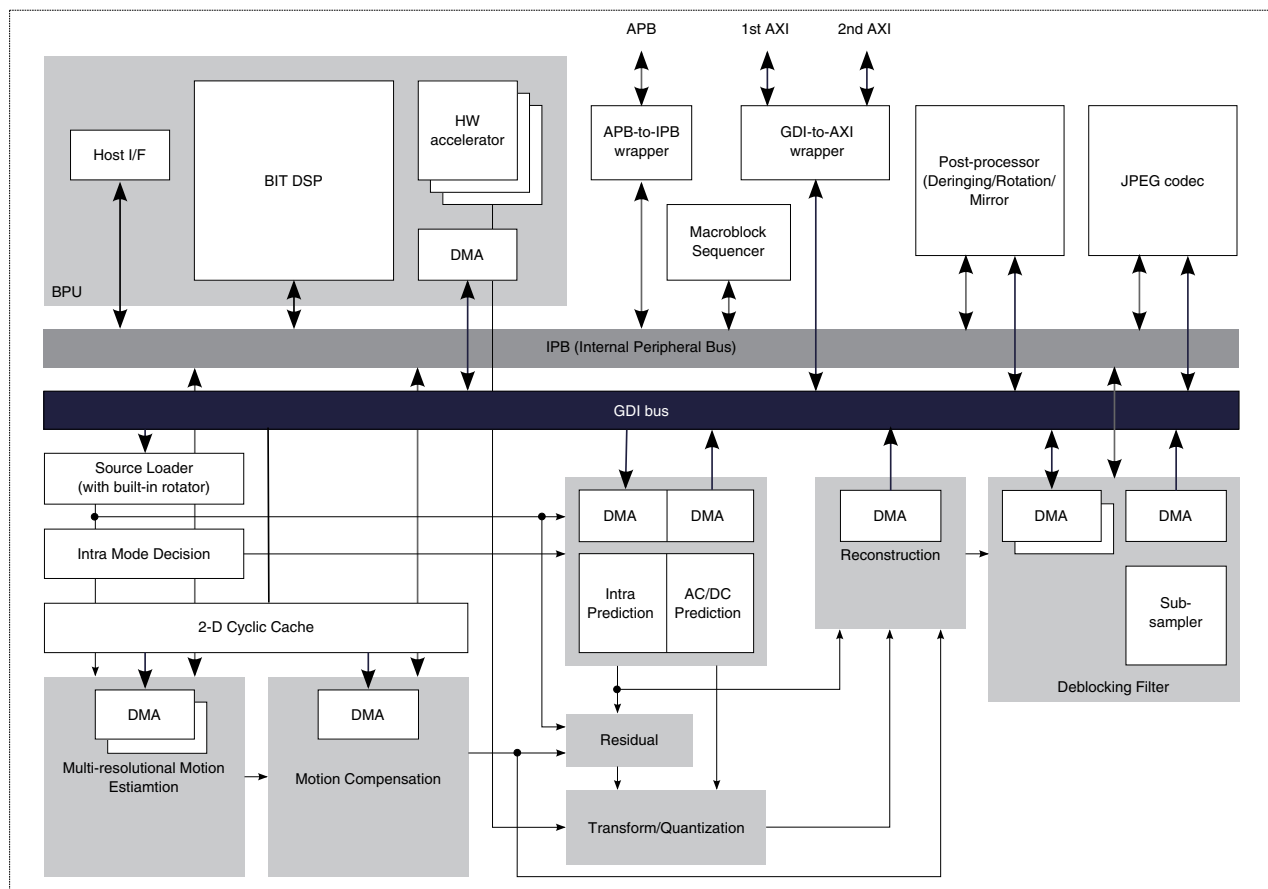 APB
1st AXI
2nd AXI
HW
accelerator
Host I/F
BIT DSP
DMA
BPU
APB-to-IPB
wrapper
GDI-to-AXI
wrapper
Macroblock
Sequencer
Post-processor
(Deringing/Rotation/
Mirror
JPEG codec
IPB (Internal Peripheral Bus)
GDI bus
Source Loader
(with built-in rotator)
Intra Mode Decision
2-D Cyclic Cache
DMA
Multi-resolutional Motion
Estiamtion
DMA
Motion Compensation
DMA
DMA
Intra
Prediction
AC/DC
Prediction
Residual
Transform/Quantization
DMA
Reconstruction
DMA
DMA
Sub-
sampler
Deblocking Filter